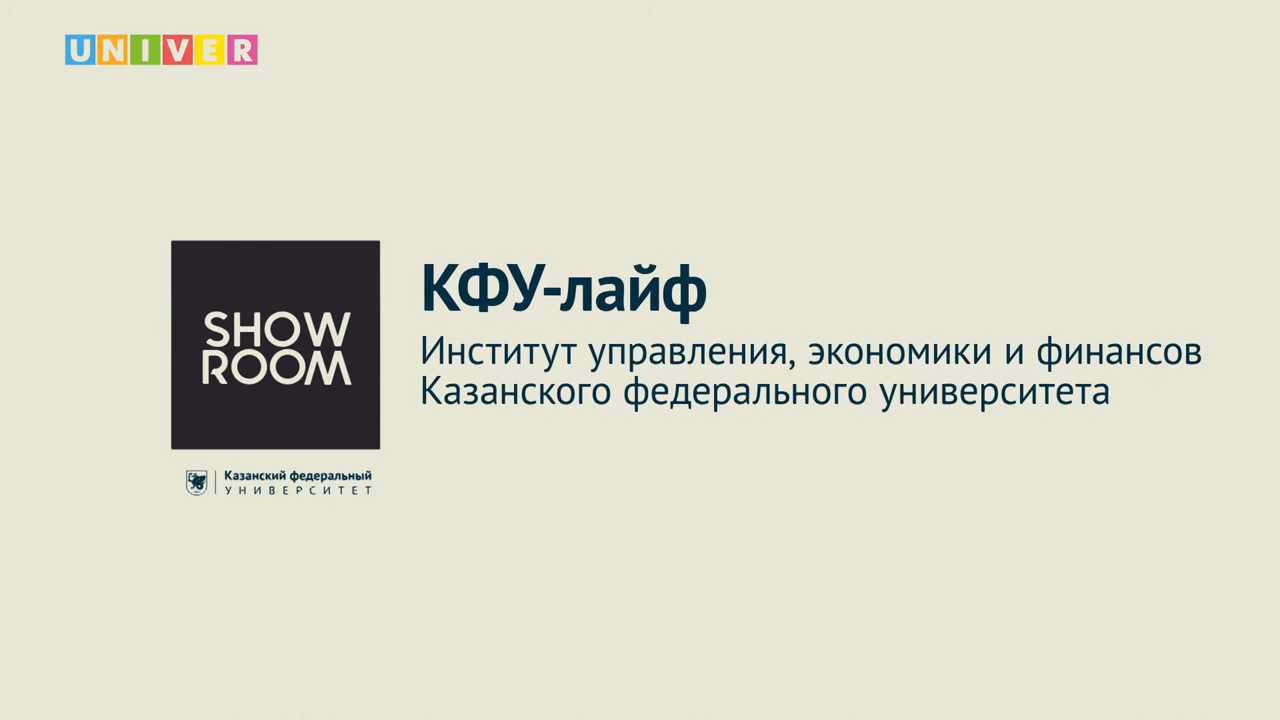 UNIVER
SHOW
ROOM
КФУ-лайф
Институт управления, экономики и финансов
Казанского федерального университета
Казанский федеральный
УНИВЕРСИТЕТ